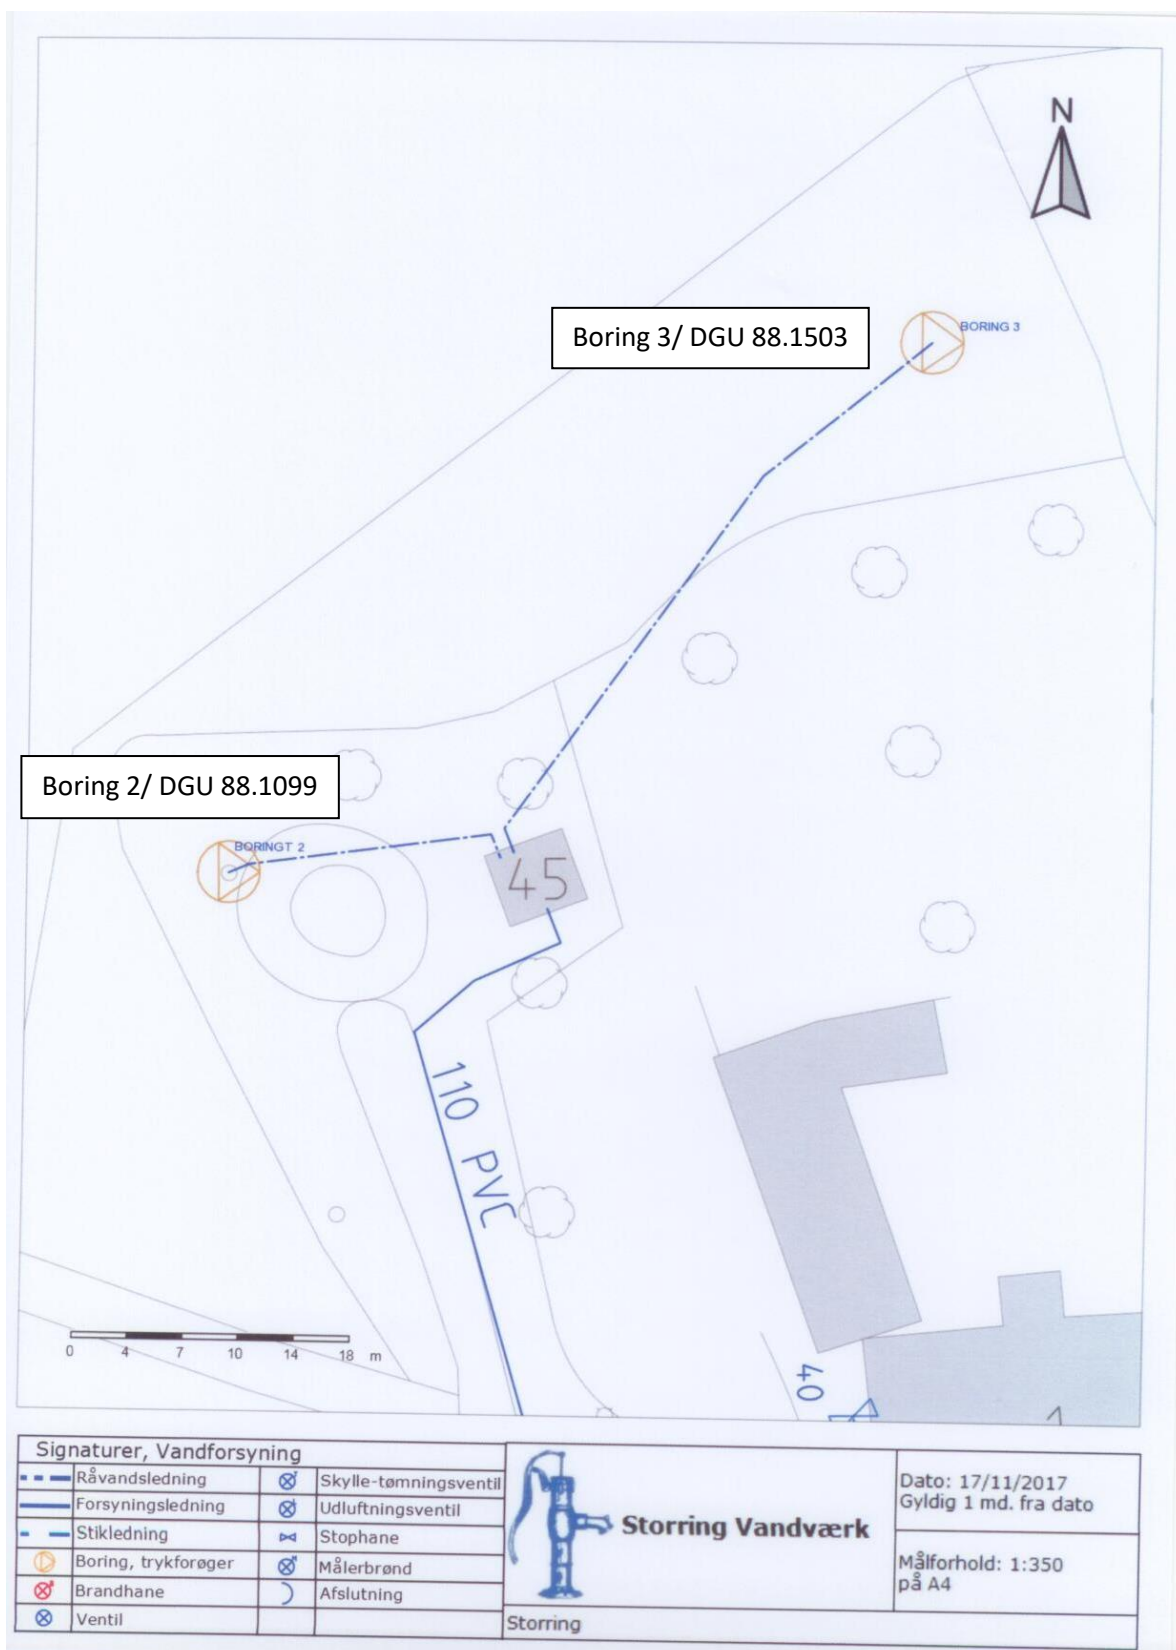 N
Boring 3/ DGU 88.1503
BORING 3
Boring 2/ DGU 88.1099
BORINGT 2
45
110 PVC
0 4 7 10 14 18 m
40
1
Signaturer, Vandforsyning
Råvandsledning
Skylle-tømningsventil
Forsyningsledning
Udluftningsventil
Stikledning
Stophane
Boring, trykforøger
Målerbrønd
Brandhane
Afslutning
Ventil
Storring Vandværk
Storring
Dato: 17/11/2017
Gyldig 1 md. fra dato
Målforhold: 1:350
på A4